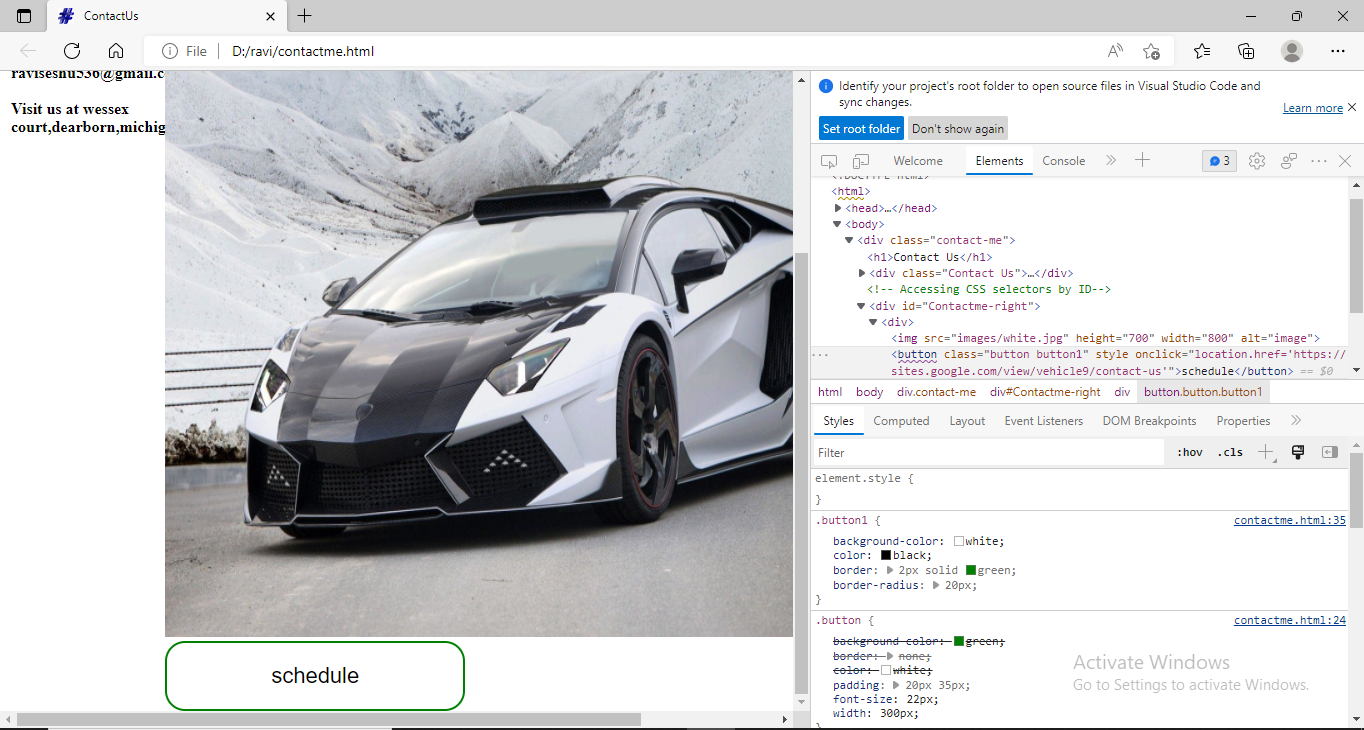 ContactUs
File
D:/ravi/contactme.html
raviseshu536@gmail.c
Visit us at wessex
court,dearborn,michig
schedule
Identify your project's root folder to open source files in Visual Studio Code and
sync changes.
Learn more
Set root folder
Don't show again
Welcome
Elements
Console
3
<!DOCTYPE html>
<html>
<head>…</head>
<body>
<div class="contact-me">
<h1>Contact Us</h1>
<div class="Contact Us">…</div>
<!-- Accessing CSS selectors by ID-->
<div id="Contactme-right">
<div>
<img src="images/white.jpg" height="700" width="800" alt="image">
<button class="button button1" style onclick="location.href='https://
sites.google.com/view/vehicle9/contact-us'">schedule</button> == $0
html body div.contact-me div#Contactme-right div button.button.button1
Styles Computed Layout Event Listeners DOM Breakpoints Properties
Filter
:hov .cls
element.style {
}
.button1 {
contactme.html:35
background-color: white;
color: black;
border: 2px solid green;
border-radius: 20px;
}
.button {
contactme.html:24
background-color: green;
border: none;
color: white;
padding: 20px 35px;
font-size: 22px;
width: 300px;
}
Activate Windows
Go to Settings to activate Windows.